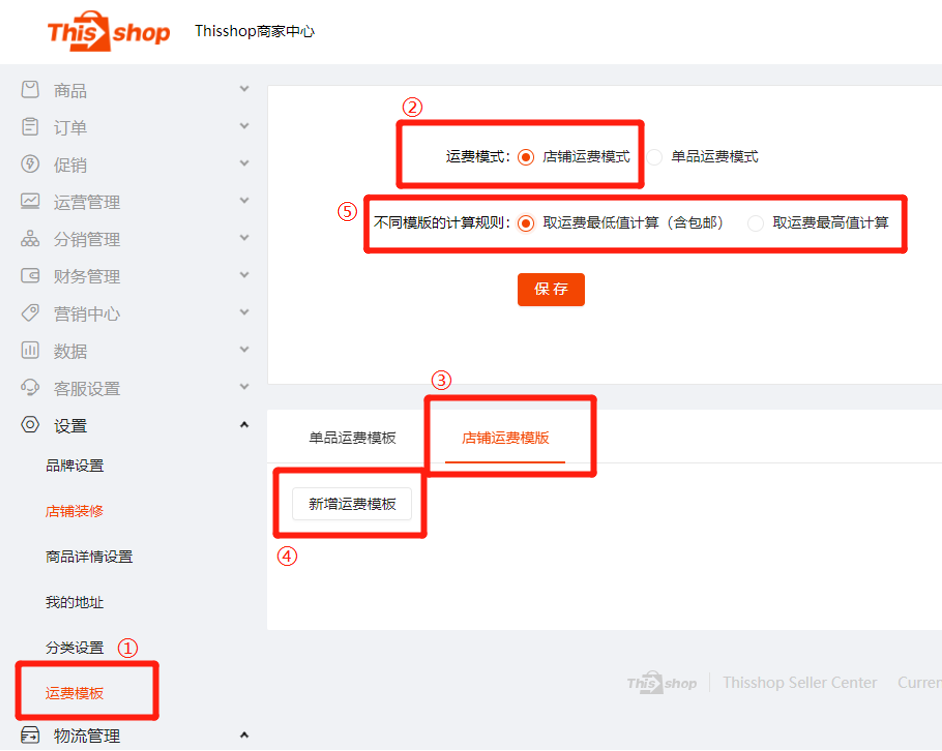 Thisshop
Thisshop商家中心
商品
订单
促销
运营管理
分销管理
财务管理
营销中心
数据
客服设置
设置
品牌设置
店铺装修
商品详情设置
我的地址
分类设置
①
运费模板
物流管理
②
运费模式: 店铺运费模式 单品运费模式
⑤
不同模版的计算规则: 取运费最低值计算（含包邮） 取运费最高值计算
保存
③
单品运费模板 店铺运费模版
新增运费模板
④
Thisshop Thisshop Seller Center Curren